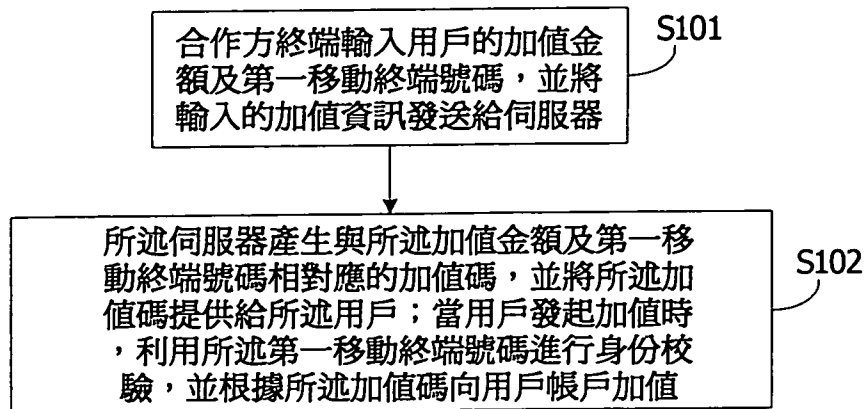 合作方終端輸入用戶的加值金
額及第一移動終端號碼，並將
輸入的加值資訊發送給伺服器
S101
所述伺服器產生與所述加值金額及第一移
動終端號碼相對應的加值碼，並將所述加
值碼提供給所述用戶；當用戶發起加值時
，利用所述第一移動終端號碼進行身份校
驗，並根據所述加值碼向用戶帳戶加值
S102